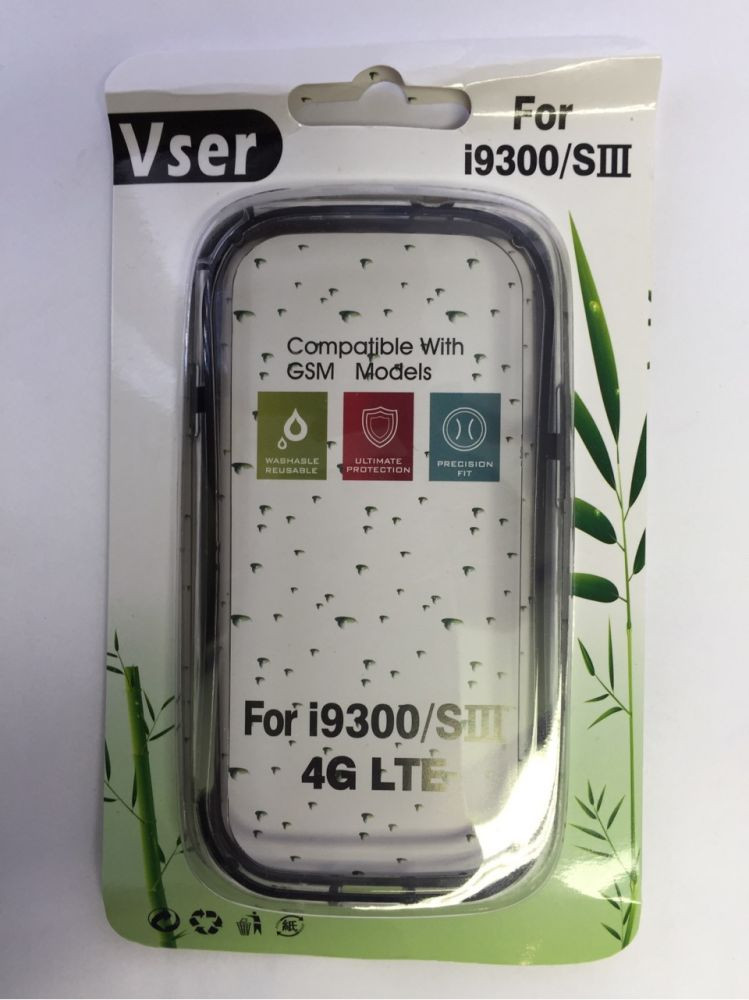 Vser
For
i9300/SIII
Compatible With
GSM Models
WASHABLE
REUSABLE
ULTIMATE
PROTECTION
PRECISION
FIT
For i9300/SIII
4G LTE
紙